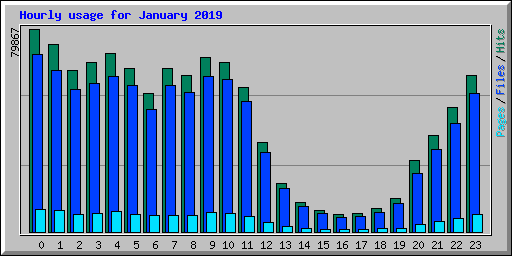 Hourly usage for January 2019
79867
Pages / Files / Hits
0 1 2 3 4 5 6 7 8 9 10 11 12 13 14 15 16 17 18 19 20 21 22 23